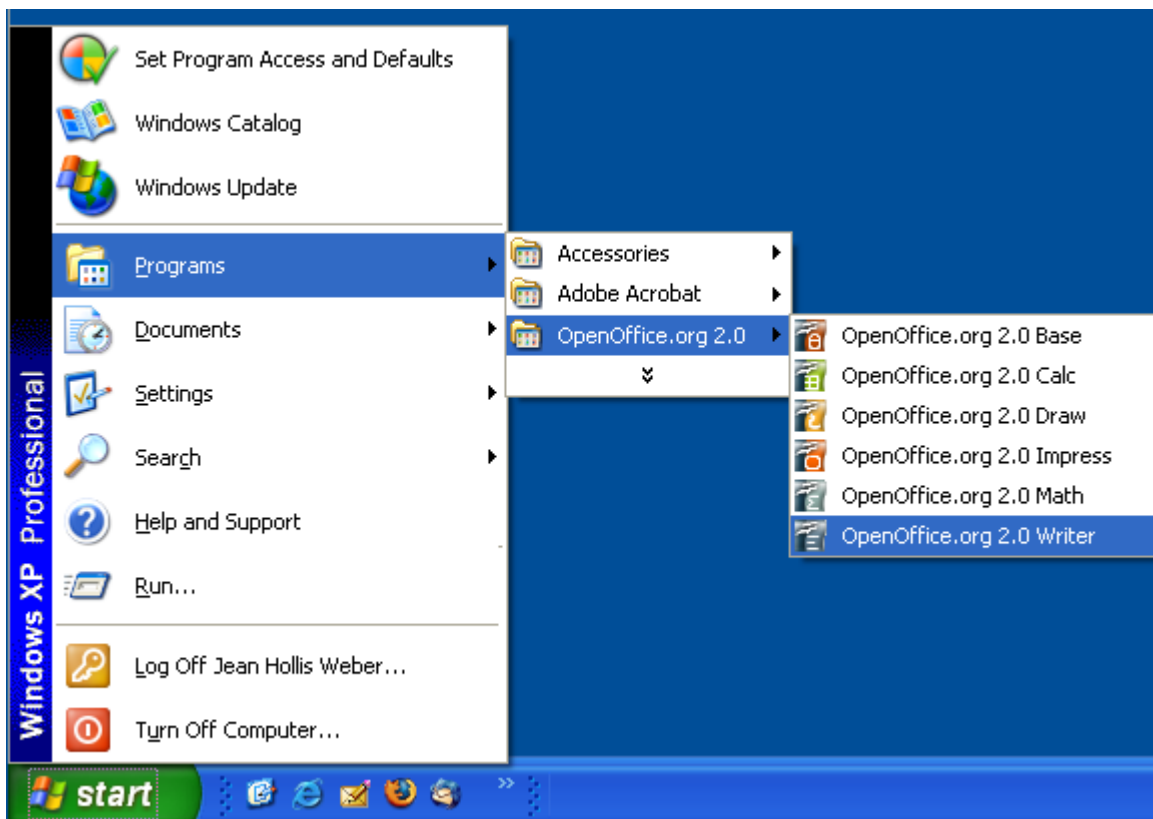 Set Program Access and Defaults
Windows Catalog
Windows Update
Programs
Documents
Settings
Search
Help and Support
Run...
Log Off Jean Hollis Weber...
Turn Off Computer...
Windows XP Professional
Accessories
Adobe Acrobat
OpenOffice.org 2.0
OpenOffice.org 2.0 Base
OpenOffice.org 2.0 Calc
OpenOffice.org 2.0 Draw
OpenOffice.org 2.0 Impress
OpenOffice.org 2.0 Math
OpenOffice.org 2.0 Writer
start